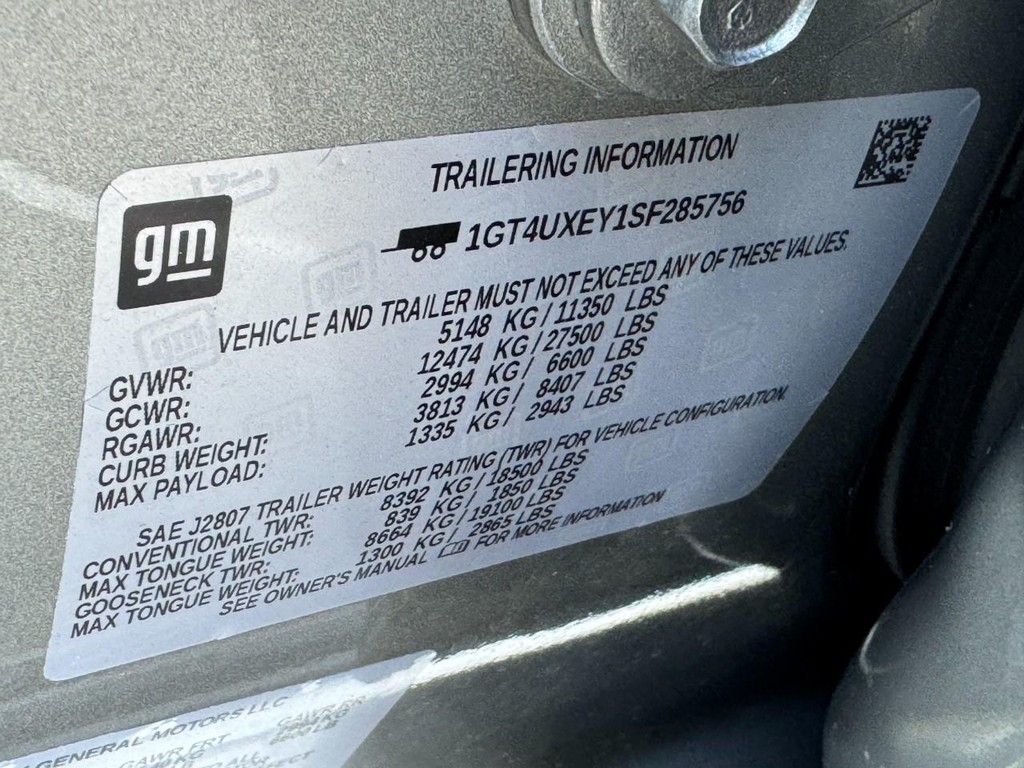 TRAILERING INFORMATION
gm
1GT4UXEY1SF285756
VEHICLE AND TRAILER MUST NOT EXCEED ANY OF THESE VALUES.
GVWR: 5148 KG / 11350 LBS
GCWR: 12474 KG / 27500 LBS
RGAWR: 2994 KG / 6600 LBS
CURB WEIGHT: 3813 KG / 8407 LBS
MAX PAYLOAD: 1335 KG / 2943 LBS
SAE J2807 TRAILER WEIGHT RATING (TWR) FOR VEHICLE CONFIGURATION.
CONVENTIONAL TWR: 8392 KG / 18500 LBS
MAX TONGUE WEIGHT: 839 KG / 1850 LBS
GOOSENECK TWR: 8664 KG / 19100 LBS
MAX TONGUE WEIGHT: 1300 KG / 2865 LBS
SEE OWNER'S MANUAL FOR MORE INFORMATION
GENERAL MOTORS LLC
GAWR FRT GAWR RR